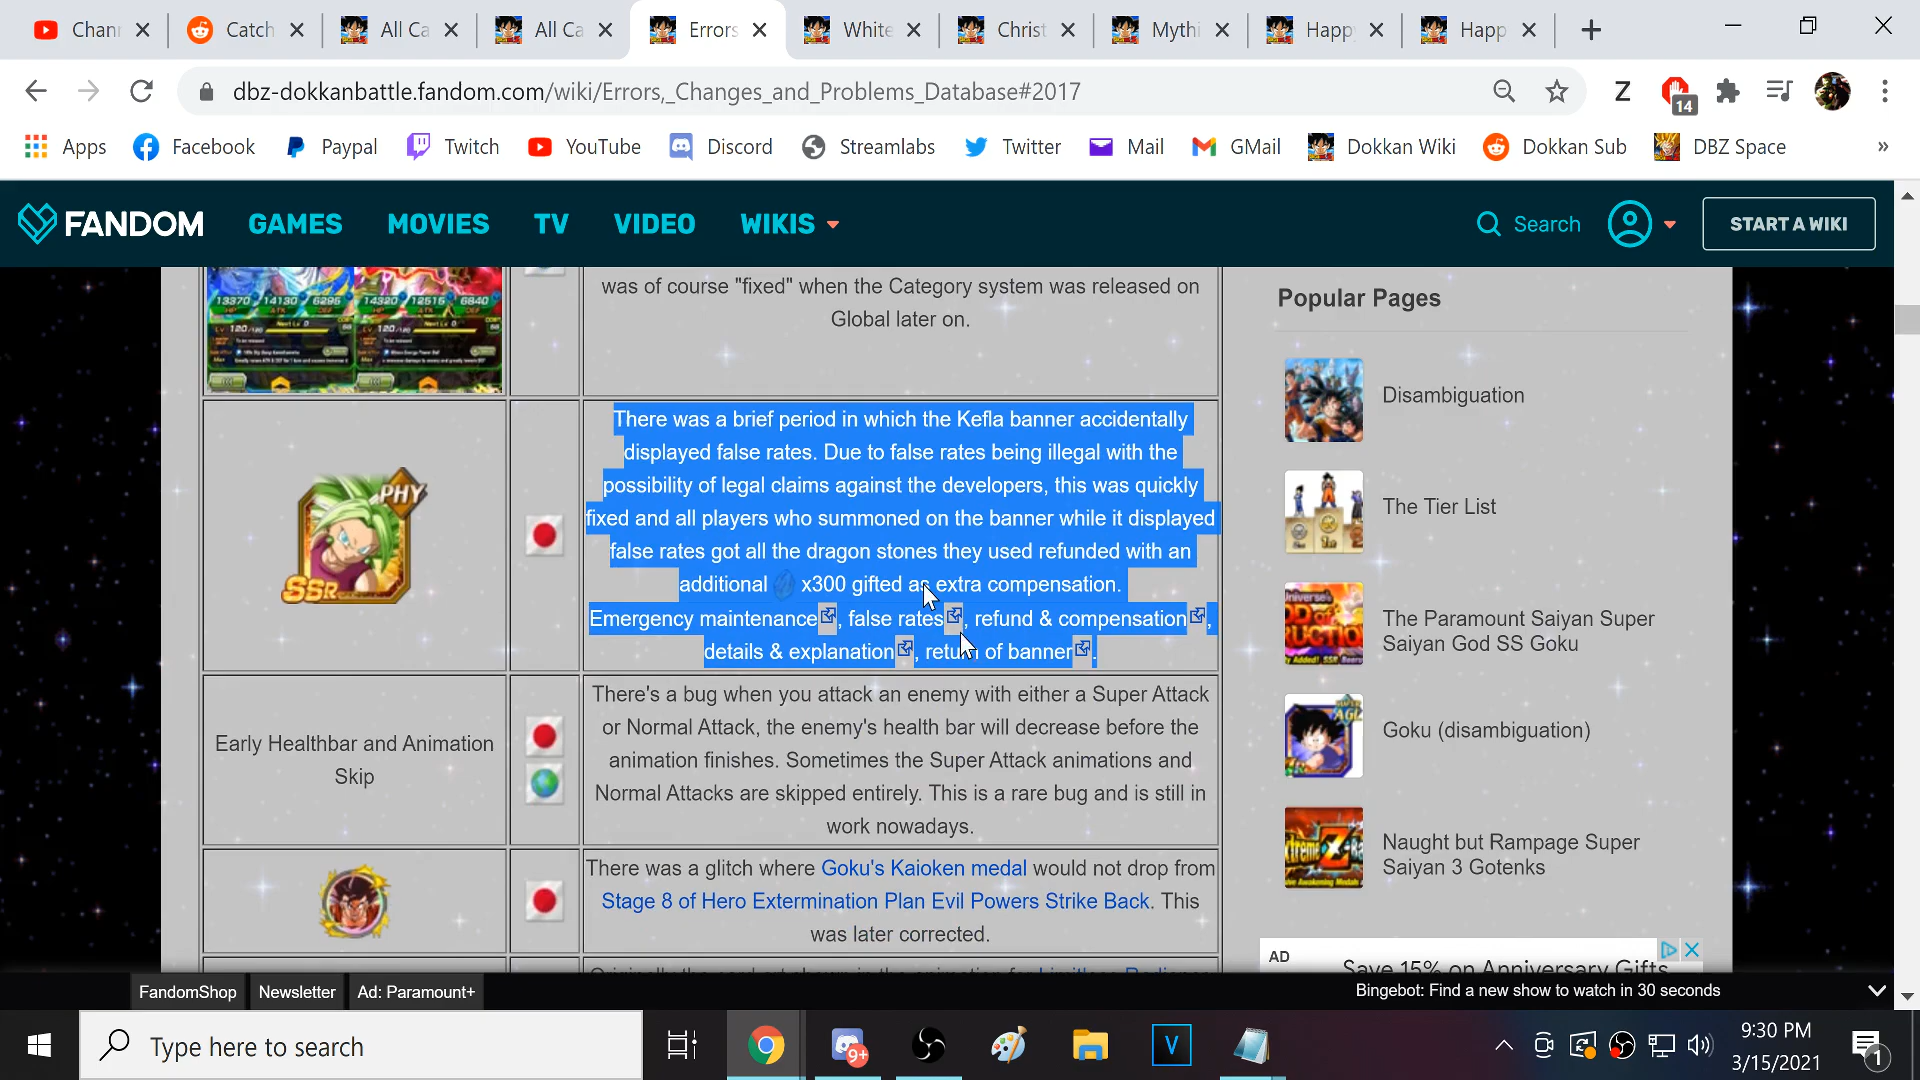 Chan
Catch
All Ca
All Ca
Errors
White
Christ
Mythi
Happ
Happ
dbz-dokkanbattle.fandom.com/wiki/Errors,_Changes_and_Problems_Database#2017
Z
14
Apps
Facebook
Paypal
Twitch
YouTube
Discord
Streamlabs
Twitter
Mail
GMail
Dokkan Wiki
Dokkan Sub
DBZ Space
»
FANDOM
GAMES
MOVIES
TV
VIDEO
WIKIS
Search
START A WIKI
was of course "fixed" when the Category system was released on
Global later on.
13370 14130 6295
14320 12515 6840
PHY
SSR
There was a brief period in which the Kefla banner accidentally
displayed false rates. Due to false rates being illegal with the
possibility of legal claims against the developers, this was quickly
fixed and all players who summoned on the banner while it displayed
false rates got all the dragon stones they used refunded with an
additional x300 gifted as extra compensation.
Emergency maintenance, false rates, refund & compensation,
details & explanation, return of banner.
Early Healthbar and Animation
Skip
There's a bug when you attack an enemy with either a Super Attack
or Normal Attack, the enemy's health bar will decrease before the
animation finishes. Sometimes the Super Attack animations and
Normal Attacks are skipped entirely. This is a rare bug and is still in
work nowadays.
There was a glitch where Goku's Kaioken medal would not drop from
Stage 8 of Hero Extermination Plan Evil Powers Strike Back. This
was later corrected.
Popular Pages
Disambiguation
The Tier List
The Paramount Saiyan Super
Saiyan God SS Goku
Goku (disambiguation)
Naught but Rampage Super
Saiyan 3 Gotenks
AD
Save 15% on Anniversary Gifts
FandomShop
Newsletter
Ad: Paramount+
Bingebot: Find a new show to watch in 30 seconds
Type here to search
9+
V
9:30 PM
3/15/2021
1